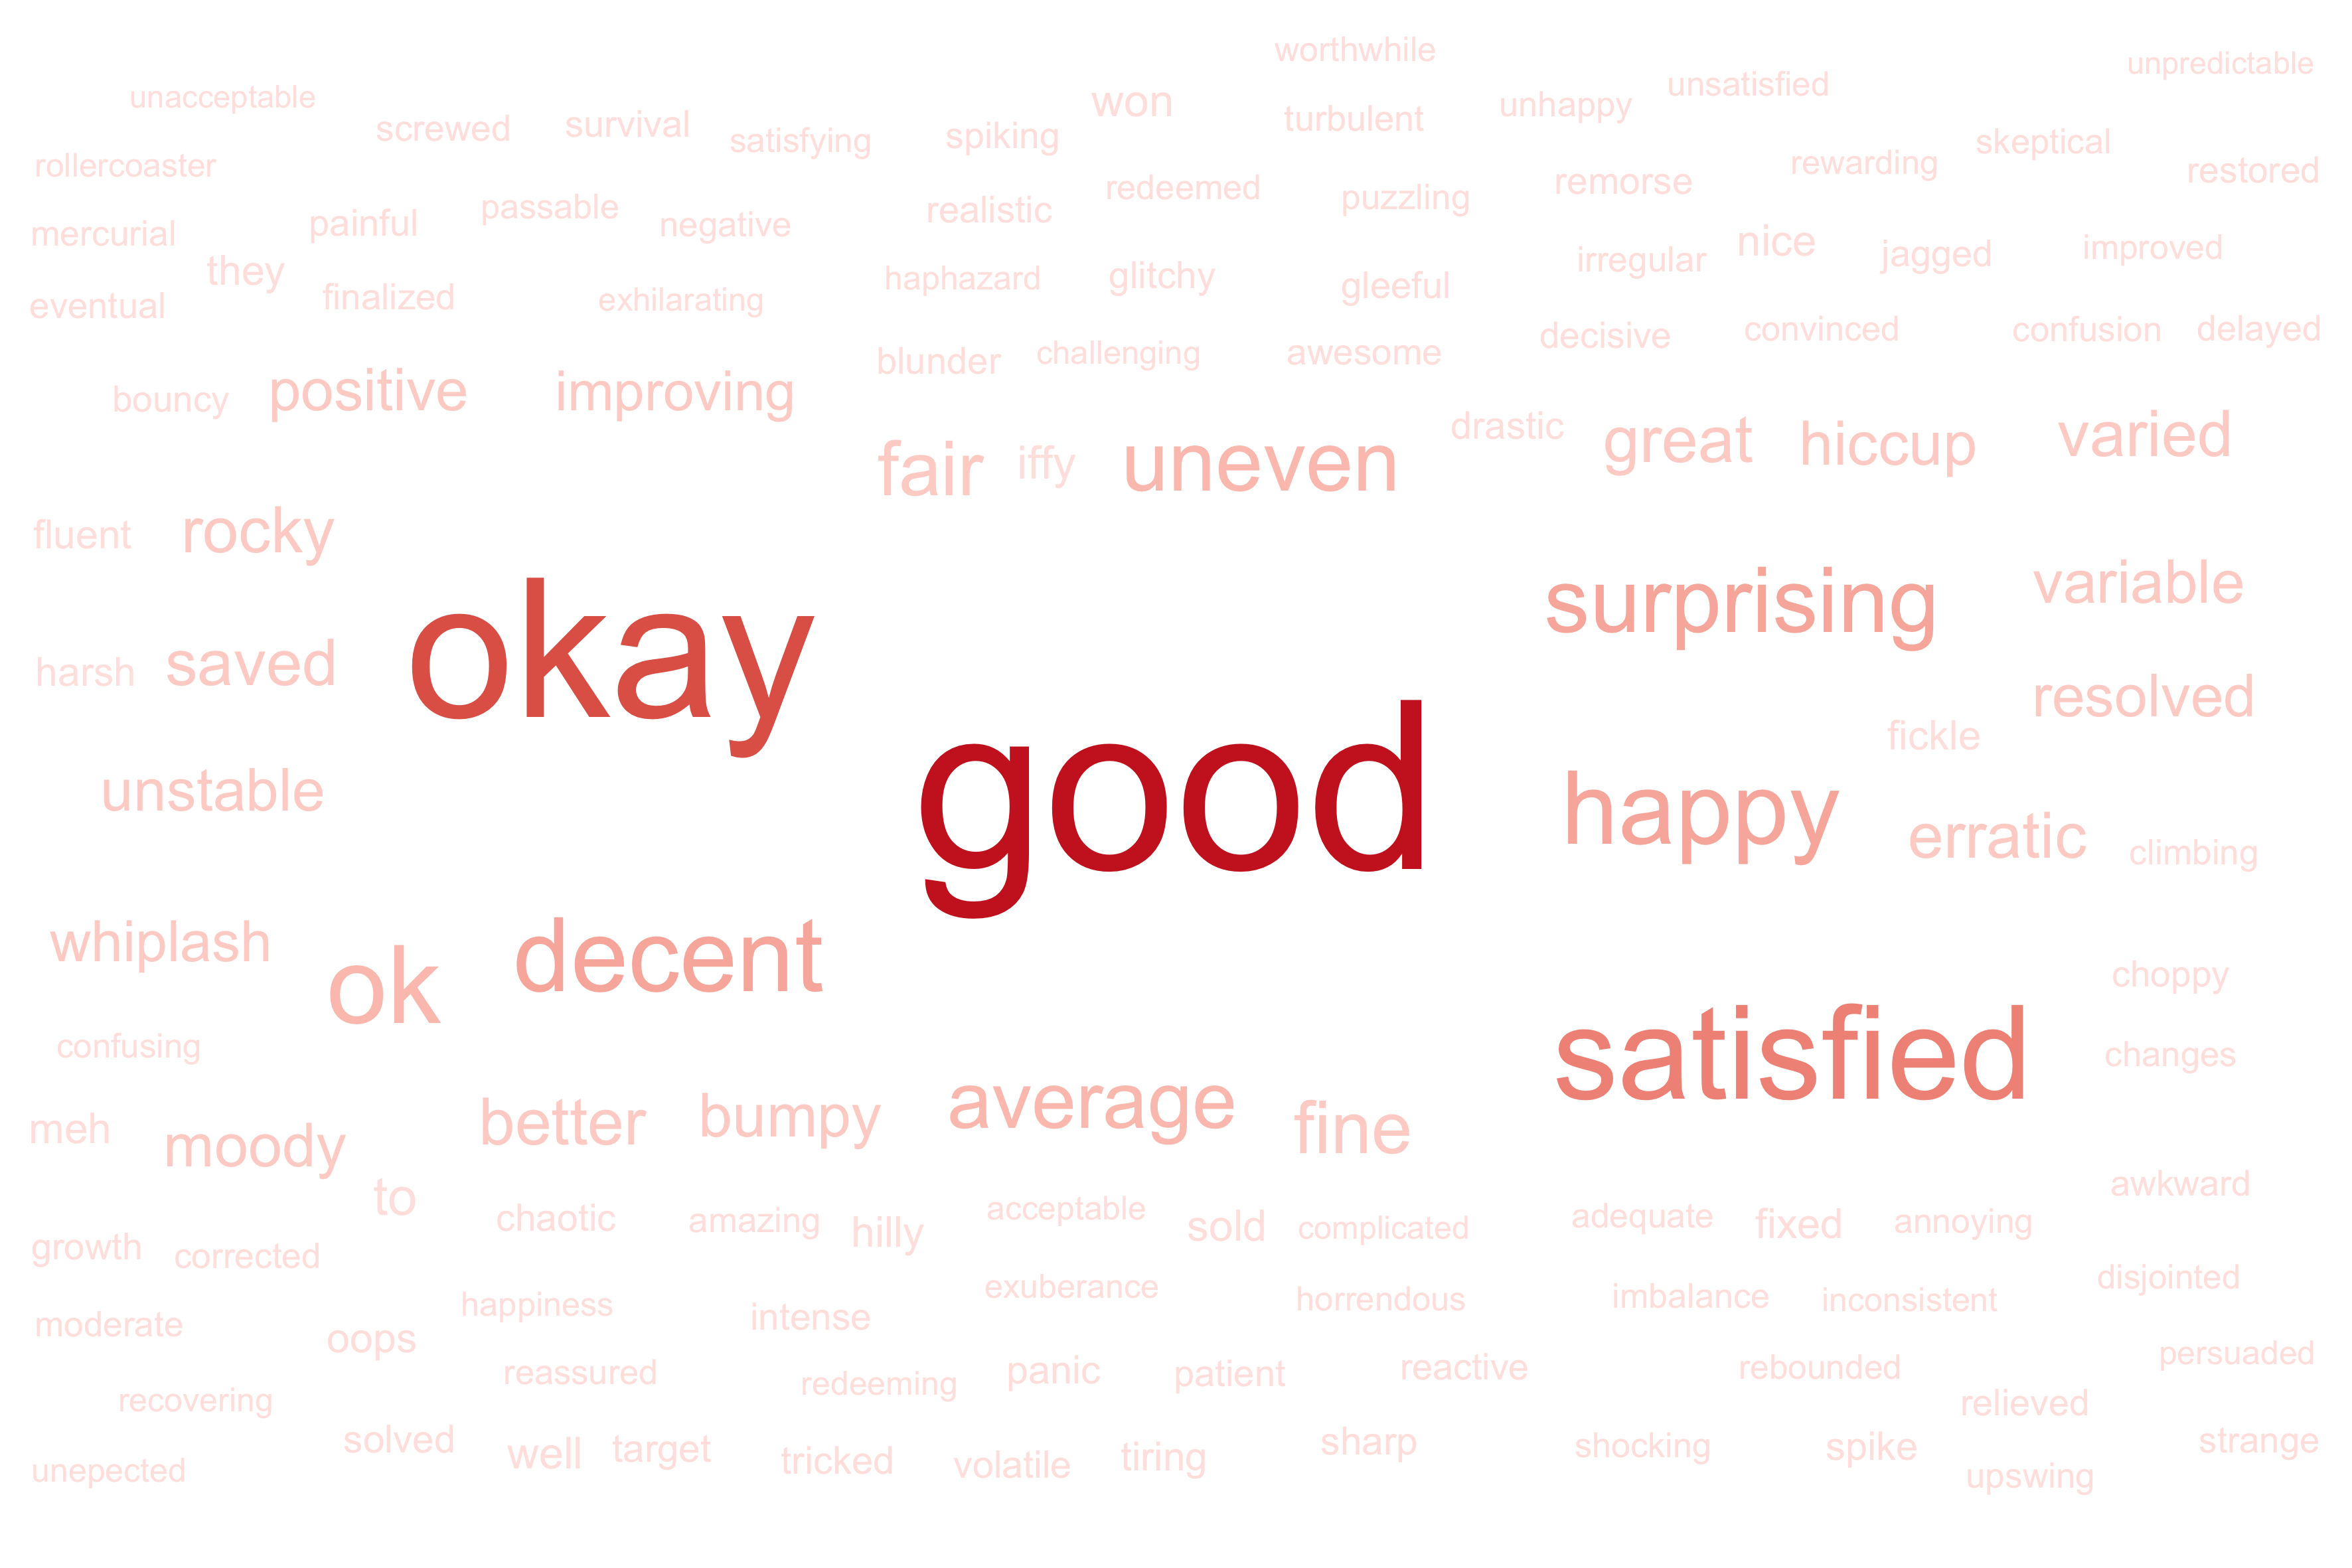 worthwhile
unpredictable
unacceptable
won
unhappy
unsatisfied
screwed
survival
satisfying
spiking
turbulent
skeptical
rollercoaster
rewarding
restored
mercurial
painful
passable
negative
realistic
redeemed
puzzling
remorse
they
irregular
nice
jagged
improved
eventual
finalized
exhilarating
haphazard
glitchy
gleeful
blunder
challenging
awesome
decisive
convinced
confusion
delayed
bouncy
positive
improving
fair
iffy
uneven
drastic
great
hiccup
varied
fluent
rocky
surprising
variable
harsh
saved
okay
resolved
fickle
unstable
good
happy
erratic
climbing
whiplash
ok
decent
choppy
confusing
satisfied
changes
meh
moody
better
bumpy
average
fine
to
awkward
chaotic
amazing
hilly
acceptable
sold
complicated
adequate
fixed
annoying
growth
corrected
happiness
exuberance
disjointed
moderate
intense
horrendous
imbalance
inconsistent
oops
reassured
redeeming
panic
patient
reactive
rebounded
persuaded
recovering
relieved
solved
well
target
tricked
volatile
tiring
sharp
shocking
spike
strange
unepected
upswing